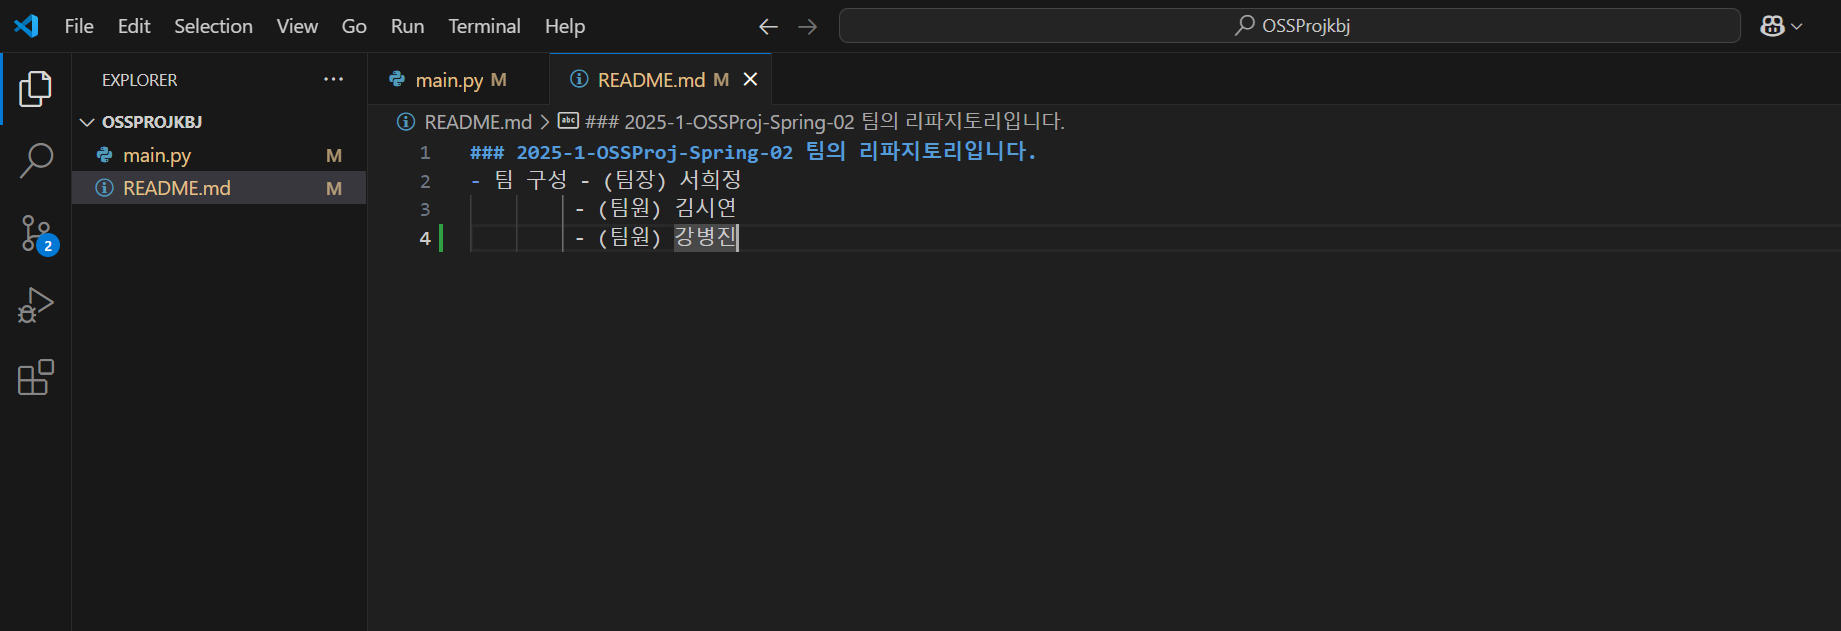 File Edit Selection View Go Run Terminal Help
OSSProjkbj
EXPLORER ···
OSSPROJKBJ
main.py M
README.md M
2
main.py M
README.md M
README.md > ### 2025-1-OSSProj-Spring-02 팀의 리파지토리입니다.
1 ### 2025-1-OSSProj-Spring-02 팀의 리파지토리입니다.
2 - 팀 구성 - (팀장) 서희정
3 - (팀원) 김시연
4 - (팀원) 강병진